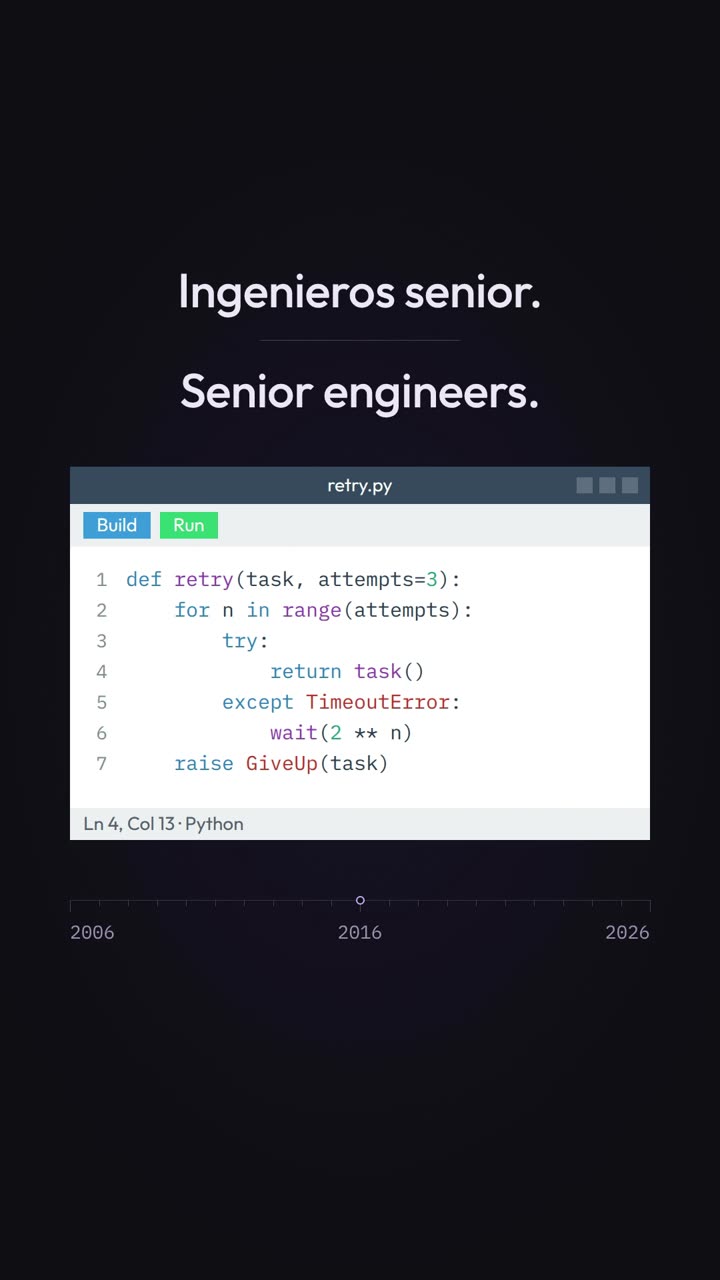 Ingenieros senior.
Senior engineers.
retry.py
Build Run
1 def retry(task, attempts=3):
2     for n in range(attempts):
3         try:
4             return task()
5         except TimeoutError:
6             wait(2 ** n)
7     raise GiveUp(task)
Ln 4, Col 13 · Python
2006 2016 2026